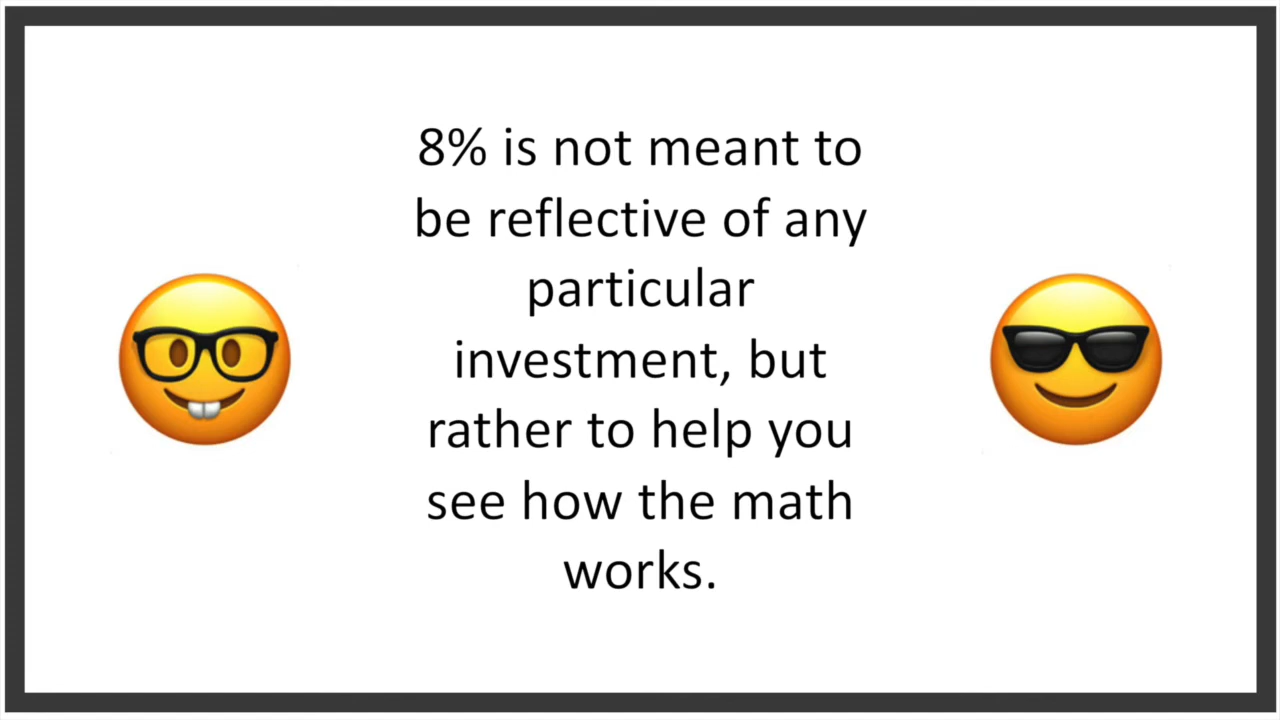 8% is not meant to
be reflective of any
particular
investment, but
rather to help you
see how the math
works.